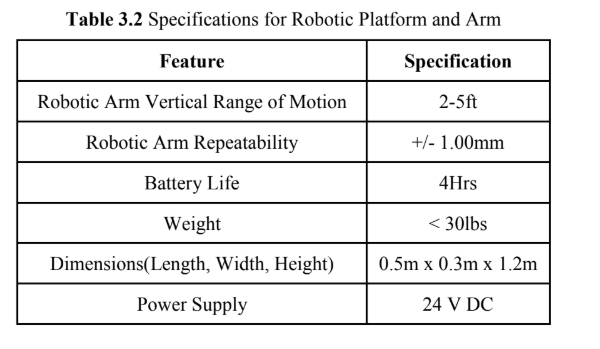 Table 3.2 Specifications for Robotic Platform and Arm
Feature Specification
Robotic Arm Vertical Range of Motion 2-5ft
Robotic Arm Repeatability +/- 1.00mm
Battery Life 4Hrs
Weight < 30lbs
Dimensions(Length, Width, Height) 0.5m x 0.3m x 1.2m
Power Supply 24 V DC